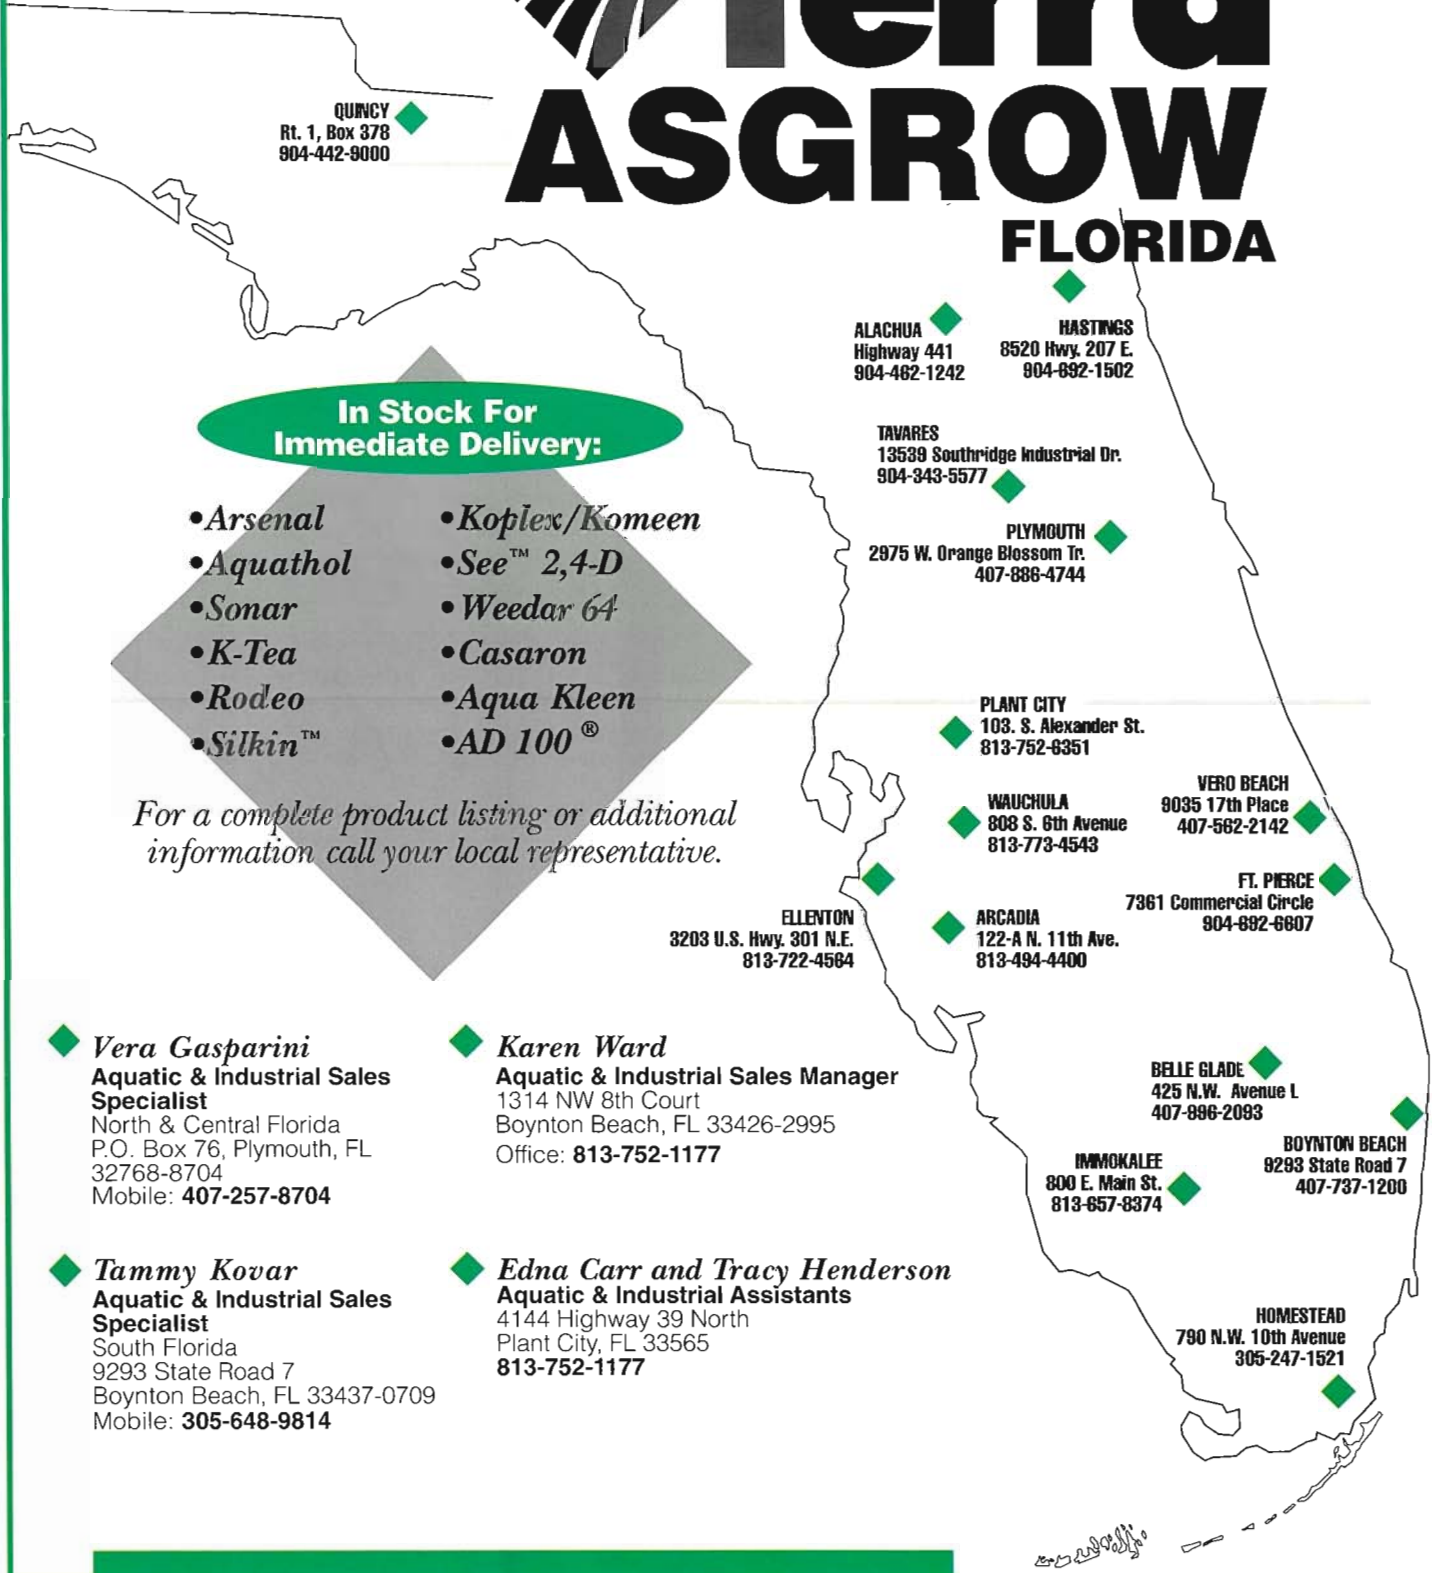 Terra
ASGROW
FLORIDA
QUINCY
Rt. 1, Box 378
904-442-9000
ALACHUA
Highway 441
904-462-1242
HASTINGS
8520 Hwy. 207 E.
904-692-1502
TAVARES
13539 Southridge Industrial Dr.
904-343-5577
PLYMOUTH
2975 W. Orange Blossom Tr.
407-886-4744
In Stock For
Immediate Delivery:
•Arsenal
•Aquathol
•Sonar
•K-Tea
•Rodeo
•Silkin™
•Koplex/Komeen
•See™ 2,4-D
•Weedar 64
•Casaron
•Aqua Kleen
•AD 100 ®
For a complete product listing or additional
information call your local representative.
PLANT CITY
103. S. Alexander St.
813-752-6351
WAUCHULA
808 S. 6th Avenue
813-773-4543
VERO BEACH
9035 17th Place
407-562-2142
FT. PIERCE
7361 Commercial Circle
904-692-6607
ELLENTON
3203 U.S. Hwy. 301 N.E.
813-722-4564
ARCADIA
122-A N. 11th Ave.
813-494-4400
BELLE GLADE
425 N.W. Avenue L
407-896-2093
BOYNTON BEACH
9293 State Road 7
407-737-1200
IMMOKALEE
800 E. Main St.
813-657-8374
HOMESTEAD
790 N.W. 10th Avenue
305-247-1521
Vera Gasparini
Aquatic & Industrial Sales
Specialist
North & Central Florida
P.O. Box 76, Plymouth, FL
32768-8704
Mobile: 407-257-8704
Karen Ward
Aquatic & Industrial Sales Manager
1314 NW 8th Court
Boynton Beach, FL 33426-2995
Office: 813-752-1177
Tammy Kovar
Aquatic & Industrial Sales
Specialist
South Florida
9293 State Road 7
Boynton Beach, FL 33437-0709
Mobile: 305-648-9814
Edna Carr and Tracy Henderson
Aquatic & Industrial Assistants
4144 Highway 39 North
Plant City, FL 33565
813-752-1177